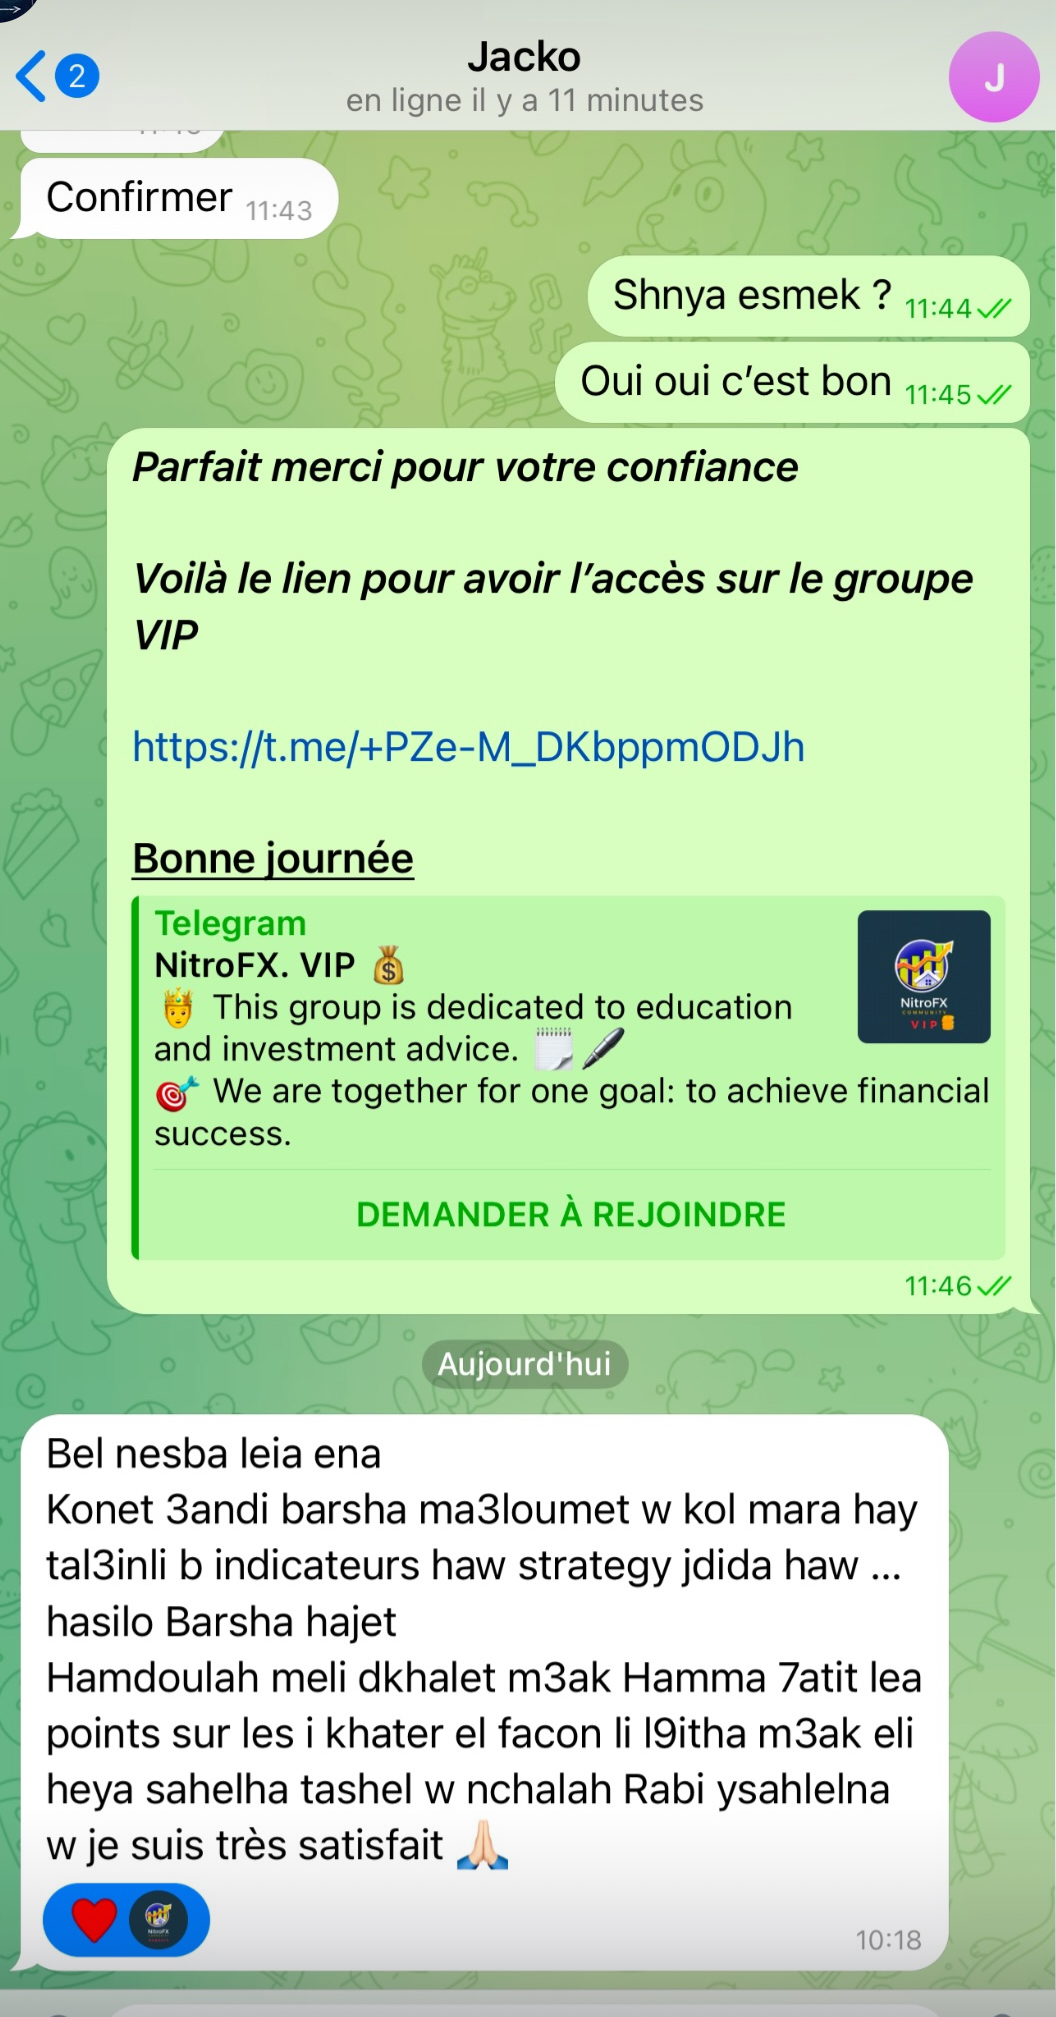 2
Jacko
en ligne il y a 11 minutes
J
Confirmer 11:43
Shnya esmek ? 11:44
Oui oui c’est bon 11:45
Parfait merci pour votre confiance
Voilà le lien pour avoir l’accès sur le groupe
VIP
https://t.me/+PZe-M_DKbppmODJh
Bonne journée
Telegram
NitroFX. VIP 💰
🤴 This group is dedicated to education
and investment advice. 🗒️🖊️
🎯 We are together for one goal: to achieve financial
success.
NitroFX
COMMUNITY
VIP
DEMANDER À REJOINDRE
11:46
Aujourd'hui
Bel nesba leia ena
Konet 3andi barsha ma3loumet w kol mara hay
tal3inli b indicateurs haw strategy jdida haw ...
hasilo Barsha hajet
Hamdoulah meli dkhalet m3ak Hamma 7atit lea
points sur les i khater el facon li l9itha m3ak eli
heya sahelha tashel w nchalah Rabi ysahlelna
w je suis très satisfait 🙏🏻
❤️
10:18